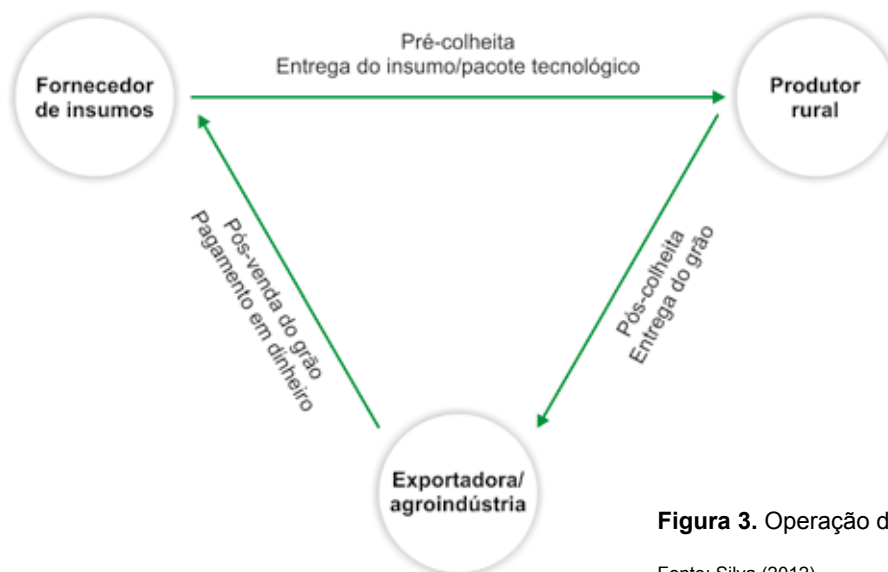 Pré-colheita
Entrega do insumo/pacote tecnológico
Fornecedor
de insumos
Produtor
rural
Pós-venda do grão
Pagamento em dinheiro
Pós-colheita
Entrega do grão
Exportadora/
agroindústria
Figura 3. Operação d
Fonte: Silva (2012)